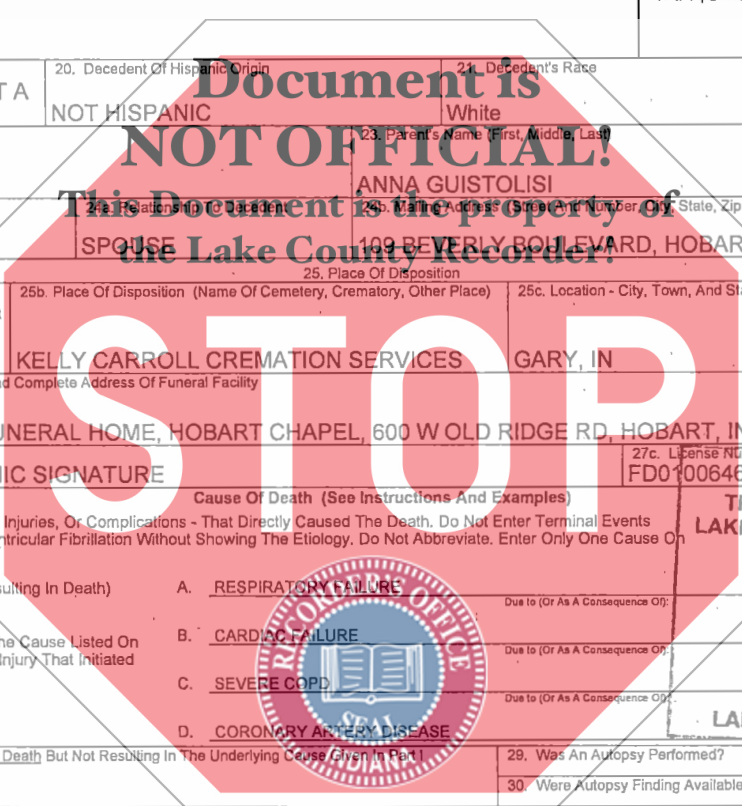 T A
20. Decedent Of Hispanic Origin
NOT HISPANIC
21. Decedent's Race
White
Document is
NOT OFFICIAL!
This Document is the property of
the Lake County Recorder!
23. Parent's Name (First, Middle, Last)
ANNA GUISTOLISI
24a. Relationship To Decedent
SPOUSE
24b. Mailing Address (Street And Number, City, State, Zip
109 BEVERLY BOULEVARD, HOBAR
25. Place Of Disposition
25b. Place Of Disposition (Name Of Cemetery, Crematory, Other Place)
KELLY CARROLL CREMATION SERVICES
25c. Location - City, Town, And St
GARY, IN
STOP
d Complete Address Of Funeral Facility
UNERAL HOME, HOBART CHAPEL, 600 W OLD RIDGE RD, HOBART, IN
IC SIGNATURE
27c. License Nu
FD0100646
Cause Of Death (See Instructions And Examples)
Injuries, Or Complications - That Directly Caused The Death. Do Not Enter Terminal Events
ntricular Fibrillation Without Showing The Etiology. Do Not Abbreviate. Enter Only One Cause On
T
LAK
sulting In Death)
A. RESPIRATORY FAILURE
Due to (Or As A Consequence Of):
he Cause Listed On
Injury That Initiated
B. CARDIAC FAILURE
Due to (Or As A Consequence Of):
C. SEVERE COPD
Due to (Or As A Consequence Of):
D. CORONARY ARTERY DISEASE
LA
RECORDER'S OFFICE
SEAL
INDIANA
Death But Not Resulting In The Underlying Cause Given In Part I
29. Was An Autopsy Performed?
30. Were Autopsy Finding Available